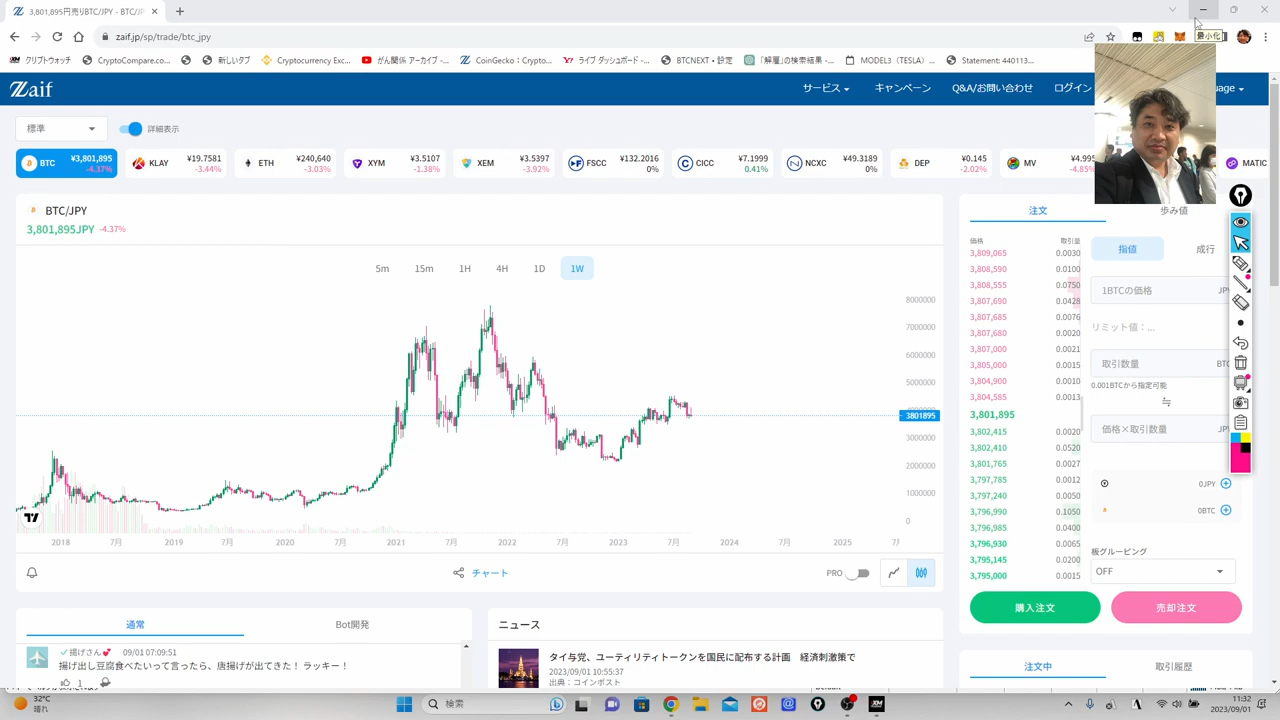 3,801,895円売りBTC/JPY - BTC/JP
最小化
zaif.jp/sp/trade/btc_jpy
クリプトウォッチ CryptoCompare.co... 新しいタブ Cryptocurrency Exc... がん関係 アーカイブ -... CoinGecko : Crypto... ライブ ダッシュボード -... BTCNEXT • 設定 「解雇」の検索結果 -... MODEL3（TESLA）... Statement: 440113...
Zaif サービス キャンペーン Q&A/お問い合わせ ログイン uage
標準 詳細表示
BTC ¥3,801,895 -4.37%
KLAY ¥19.7581 -3.44%
ETH ¥240,640 -3.03%
XYM ¥3.5107 -1.38%
XEM ¥3.5397 -3.92%
FSCC ¥132.2016 0%
CICC ¥7.1999 0.41%
NCXC ¥49.3189 0%
DEP ¥0.145 -2.02%
MV ¥4.995 -4.85%
MATIC
BTC/JPY
3,801,895JPY -4.37%
5m 15m 1H 4H 1D 1W
8000000
7000000
6000000
5000000
3801895
3000000
2000000
1000000
0
2018 7月 2019 7月 2020 7月 2021 7月 2022 7月 2023 7月 2024 7月 2025 7月
チャート PRO
注文 歩み値
価格 取引量
3,809,065 0.0030
3,808,590 0.0100
3,808,555 0.0750
3,807,690 0.0428
3,807,685 0.0076
3,807,680 0.0020
3,807,000 0.0021
3,805,000 0.0015
3,804,900 0.0010
3,804,585 0.0013
3,801,895
3,802,415 0.0020
3,802,410 0.0520
3,801,765 0.0027
3,797,785 0.0012
3,797,240 0.0050
3,796,990 0.1050
3,796,985 0.0400
3,796,930 0.0065
3,795,145 0.0200
3,795,000 0.0015
指値 成行
1BTCの価格 JPY
リミット値：...
取引数量 BTC
0.001BTCから指定可能
価格×取引数量 JPY
0JPY
0BTC
板グルーピング
OFF
購入注文 売却注文
通常 Bot開発
揚げさん 09/01 07:09:51
揚げ出し豆腐食べたいって言ったら、唐揚げが出てきた！ ラッキー！
1
ニュース
タイ与党、ユーティリティトークンを国民に配布する計画　経済刺激策で
2023/09/01 10:55:37
出典：コインポスト
注文中 取引履歴
32°C
晴れ
検索
11:32
2023/09/01